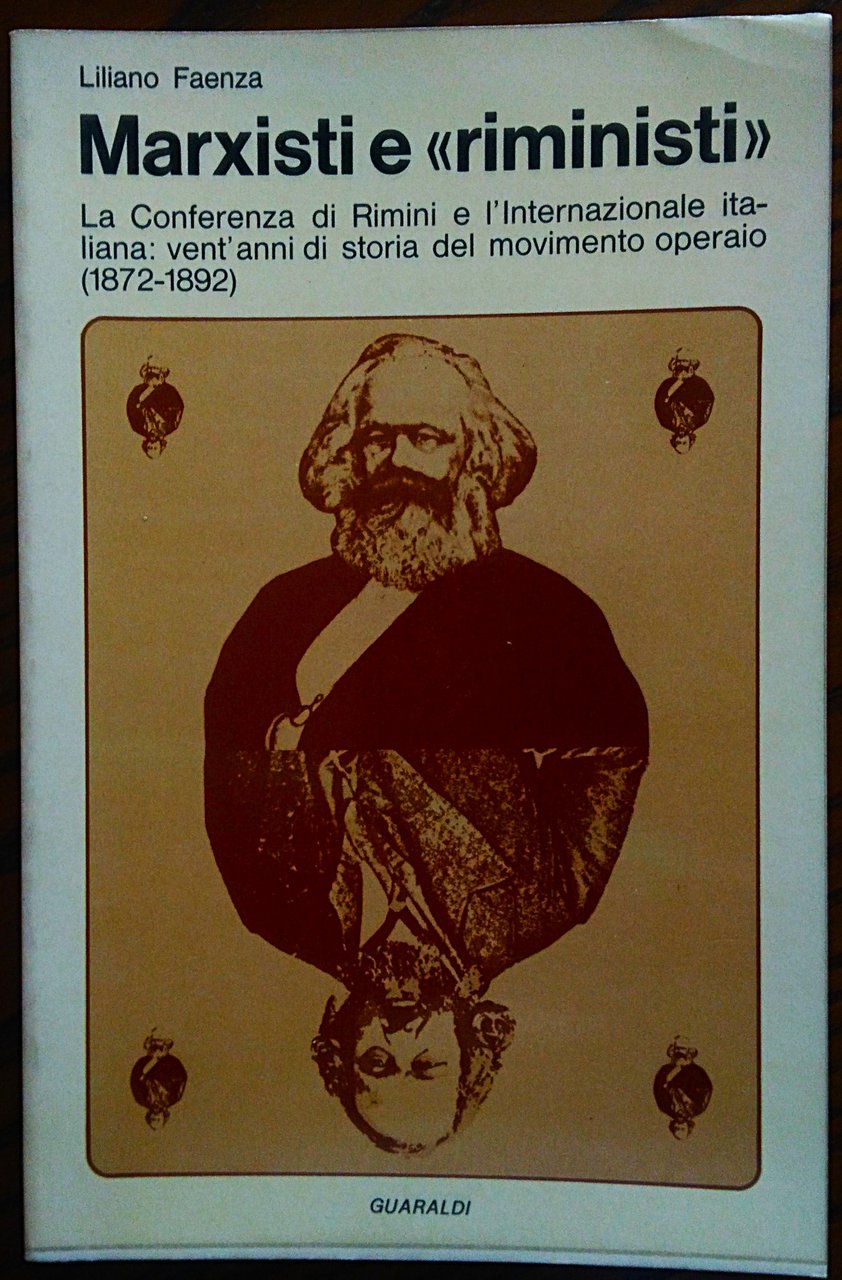 Liliano Faenza
Marxisti e «riministi»
La Conferenza di Rimini e l'Internazionale ita-
liana: vent'anni di storia del movimento operaio
(1872-1892)
GUARALDI